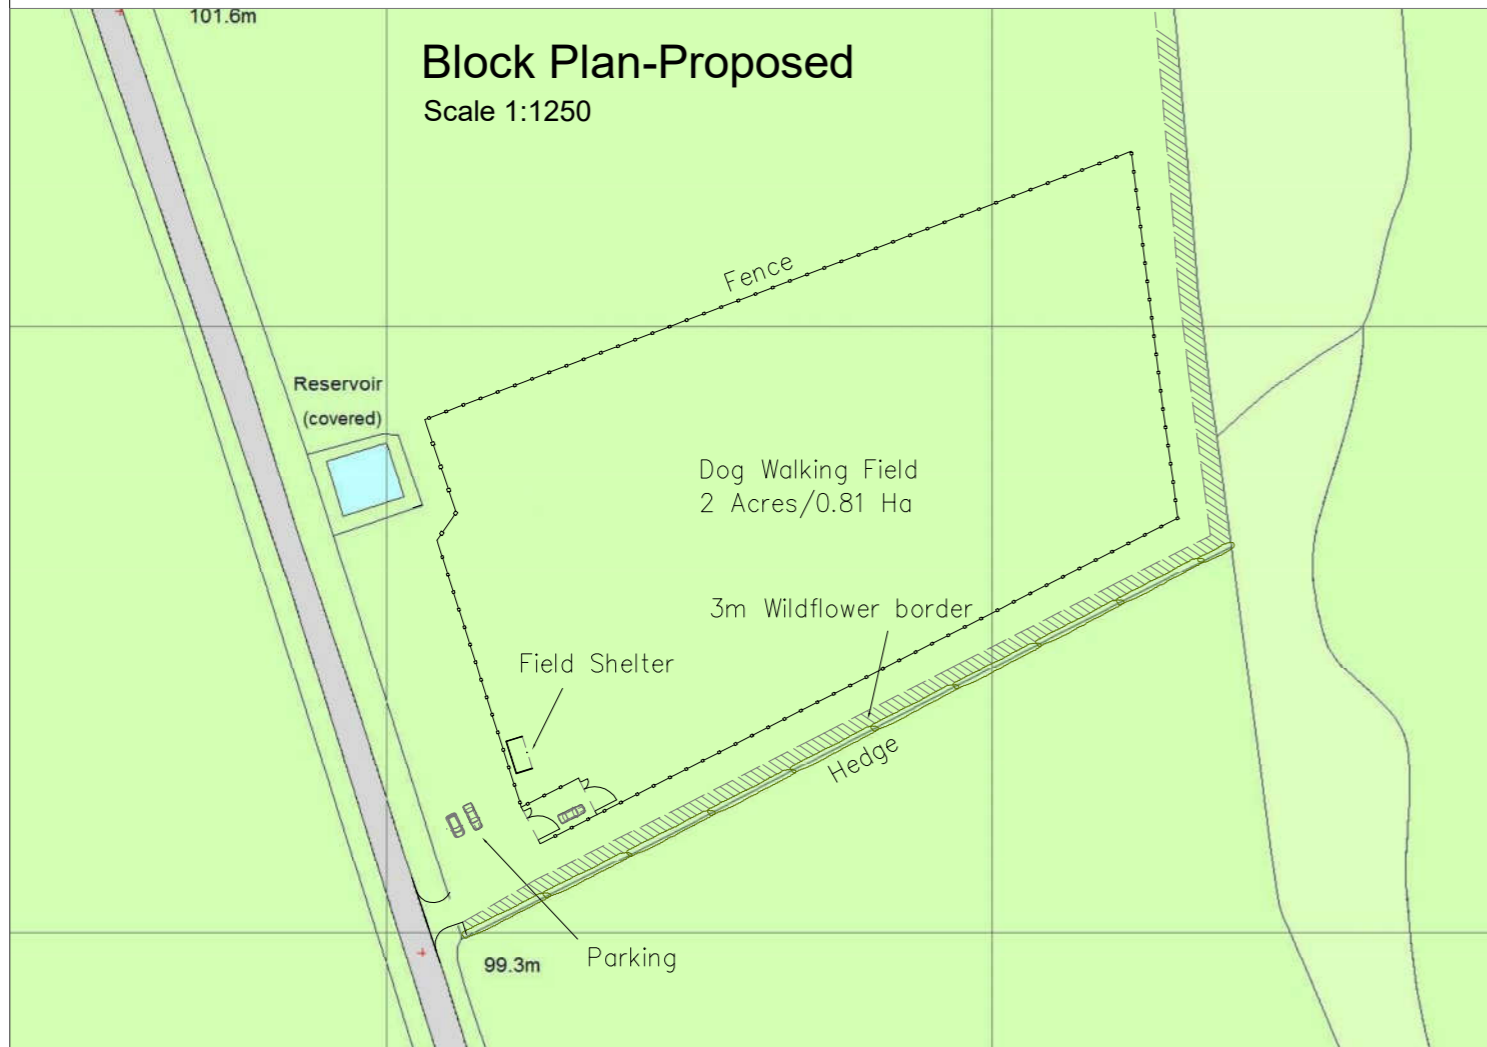 101.6m
Block Plan-Proposed
Scale 1:1250
Fence
Reservoir
(covered)
Dog Walking Field
2 Acres/0.81 Ha
3m Wildflower border
Field Shelter
Hedge
Parking
99.3m